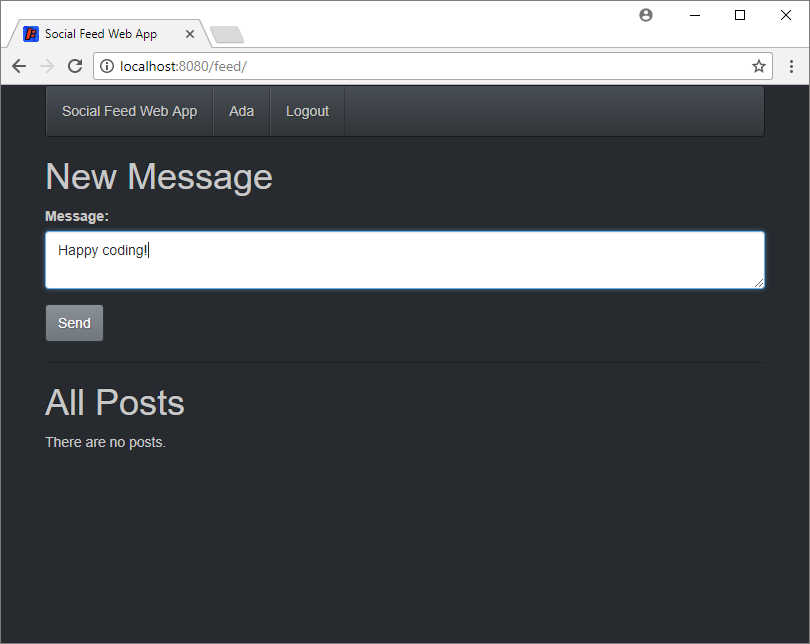 Social Feed Web App
localhost:8080/feed/
Social Feed Web App Ada Logout
New Message
Message:
Happy coding!
Send
All Posts
There are no posts.